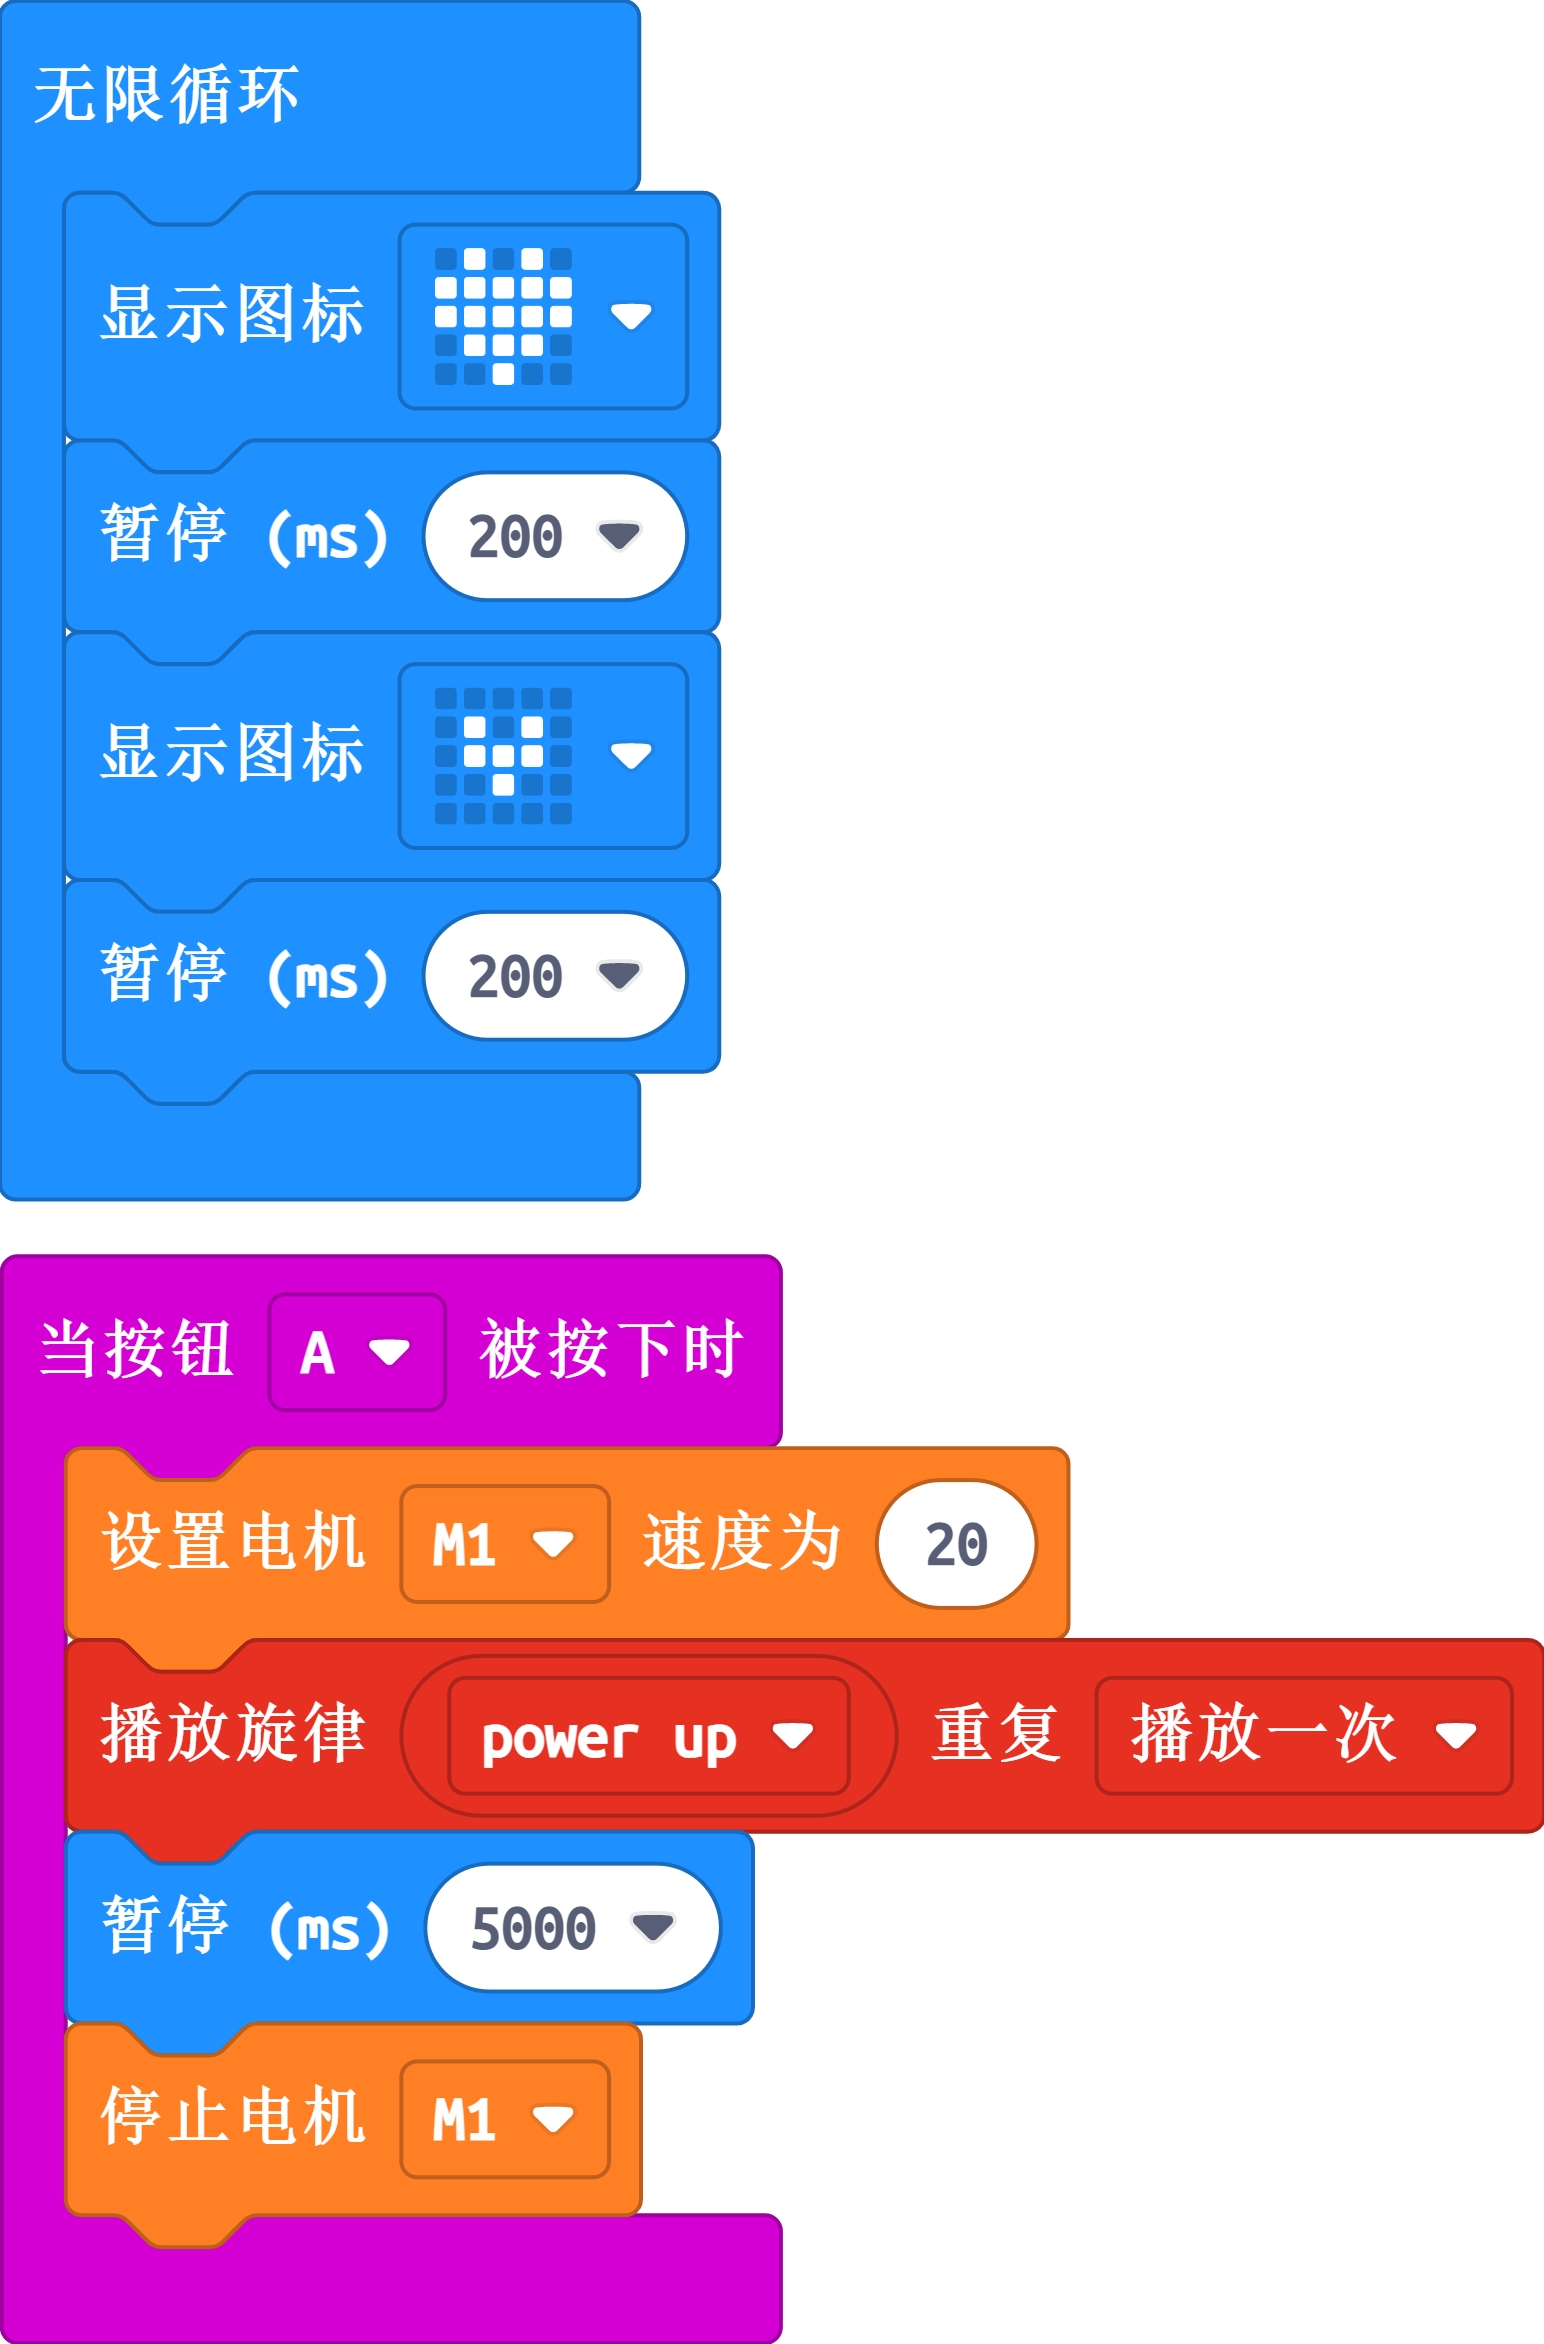 无限循环
显示图标
暂停 (ms) 200
显示图标
暂停 (ms) 200
当按钮 A 被按下时
设置电机 M1 速度为 20
播放旋律 power up 重复 播放一次
暂停 (ms) 5000
停止电机 M1